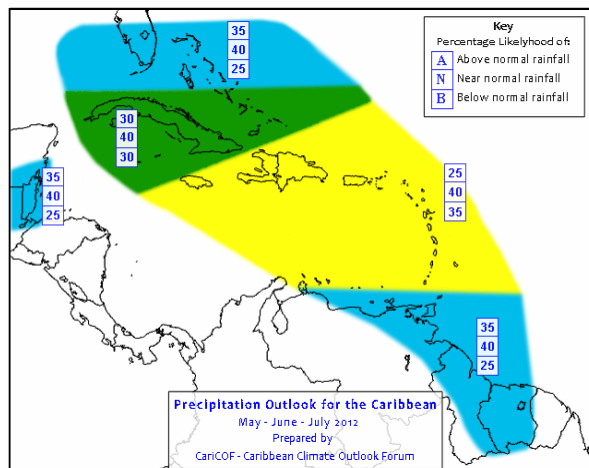 Key
Percentage Likelyhood of:
A Above normal rainfall
N Near normal rainfall
B Below normal rainfall
35
40
25
30
40
30
35
40
25
25
40
35
35
40
25
Precipitation Outlook for the Caribbean
May - June - July 2012
Prepared by
CariCOF - Caribbean Climate Outlook Forum